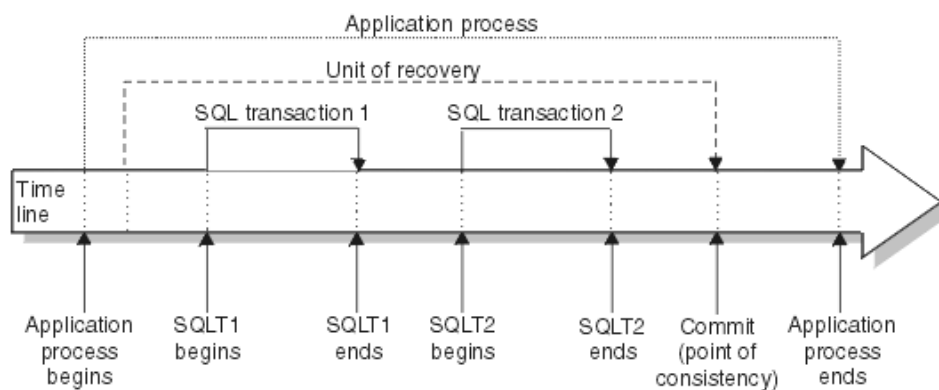 Application process
Unit of recovery
SQL transaction 1
SQL transaction 2
Time
line
Application
process
begins
SQLT1
begins
SQLT1
ends
SQLT2
begins
SQLT2
ends
Commit
(point of
consistency)
Application
process
ends